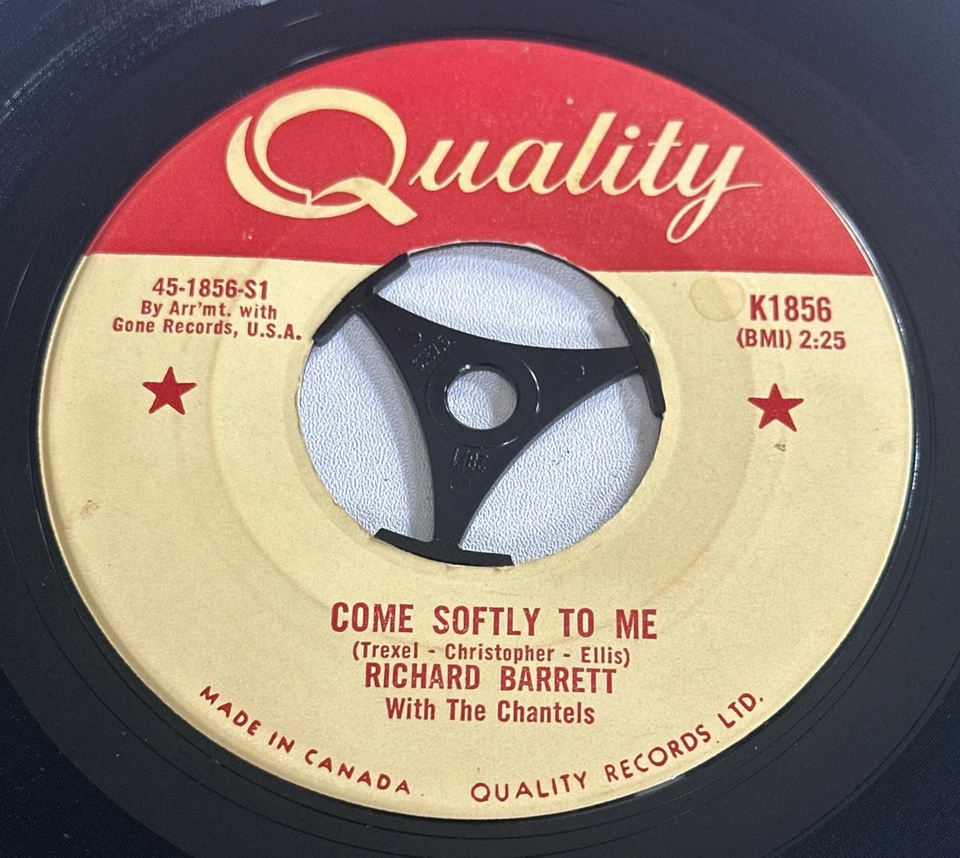 Quality
45-1856-S1
By Arr'mt. with
Gone Records, U.S.A.
K1856
(BMI) 2:25
COME SOFTLY TO ME
(Trexel - Christopher - Ellis)
RICHARD BARRETT
With The Chantels
MADE IN CANADA
QUALITY RECORDS LTD.